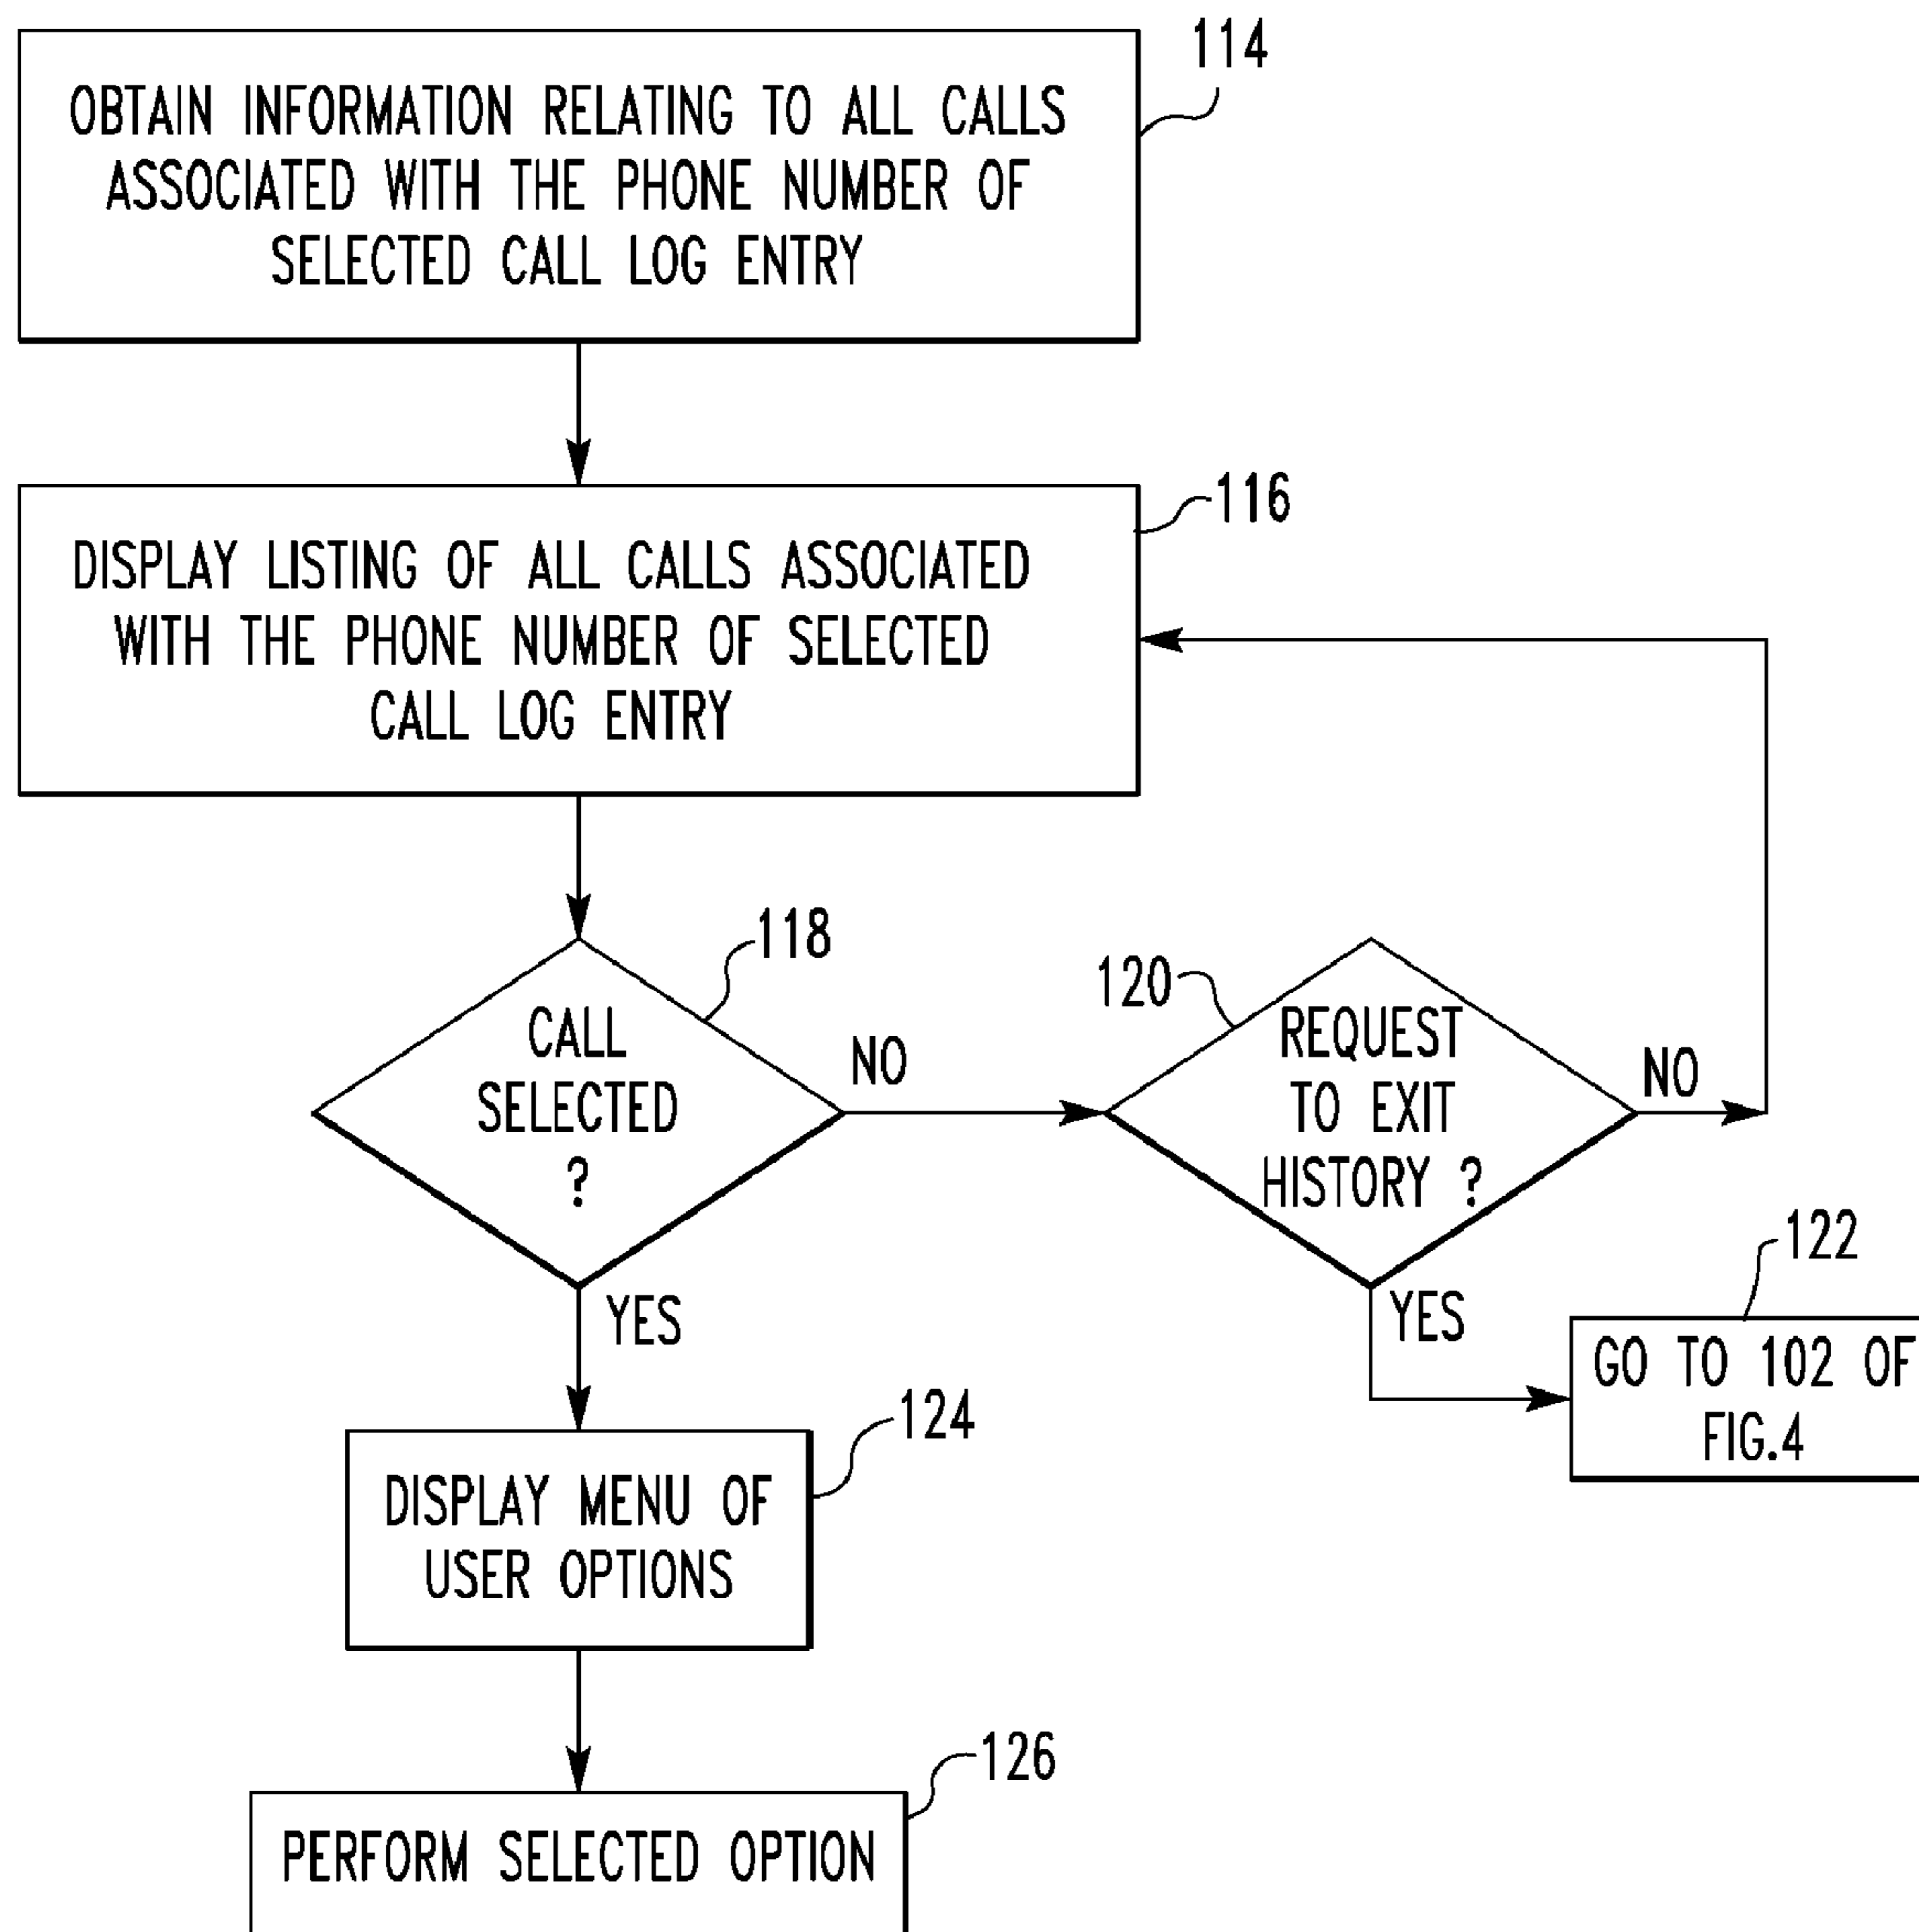 114
OBTAIN INFORMATION RELATING TO ALL CALLS
ASSOCIATED WITH THE PHONE NUMBER OF
SELECTED CALL LOG ENTRY
116
DISPLAY LISTING OF ALL CALLS ASSOCIATED
WITH THE PHONE NUMBER OF SELECTED
CALL LOG ENTRY
118
CALL
SELECTED
?
NO
120
REQUEST
TO EXIT
HISTORY ?
NO
YES
122
GO TO 102 OF
FIG.4
YES
124
DISPLAY MENU OF
USER OPTIONS
126
PERFORM SELECTED OPTION